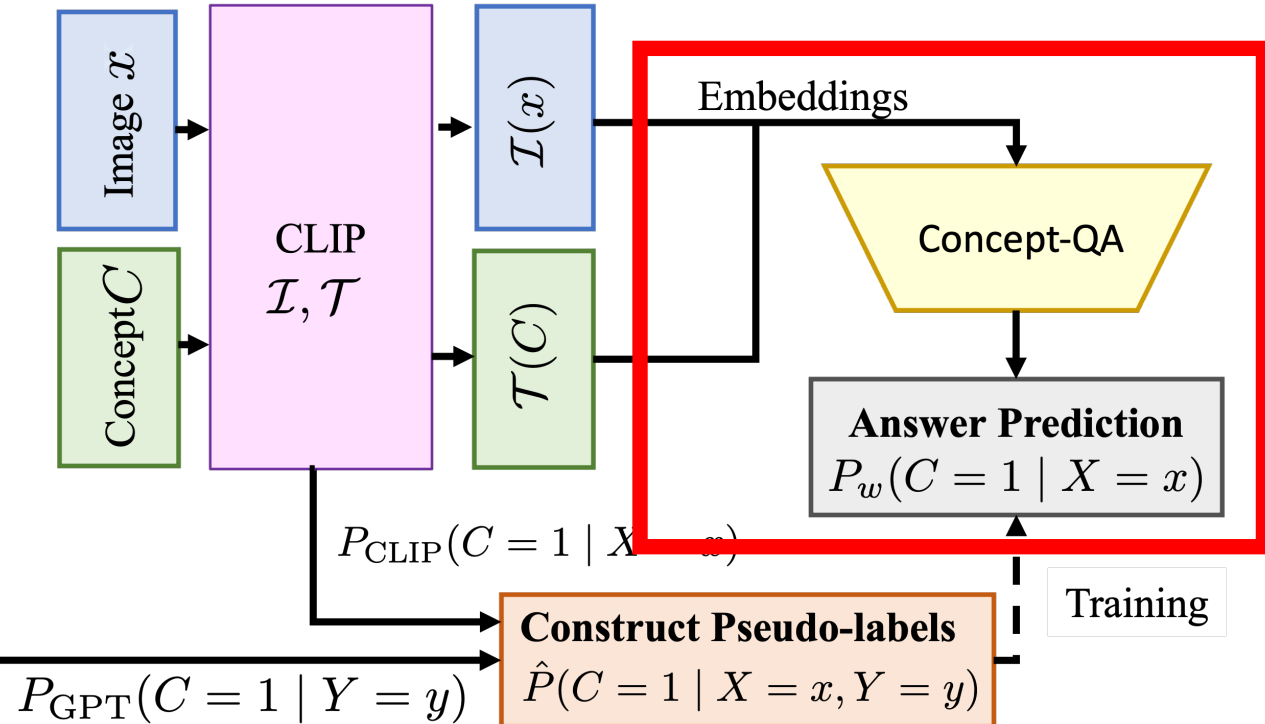 Image x
Concept C
CLIP
ℐ, 𝒯
ℐ(x)
𝒯(C)
Embeddings
Concept-QA
Answer Prediction
P_w(C = 1 | X = x)
P_CLIP(C = 1 | X = x)
Training
Construct Pseudo-labels
P̂(C = 1 | X = x, Y = y)
P_GPT(C = 1 | Y = y)